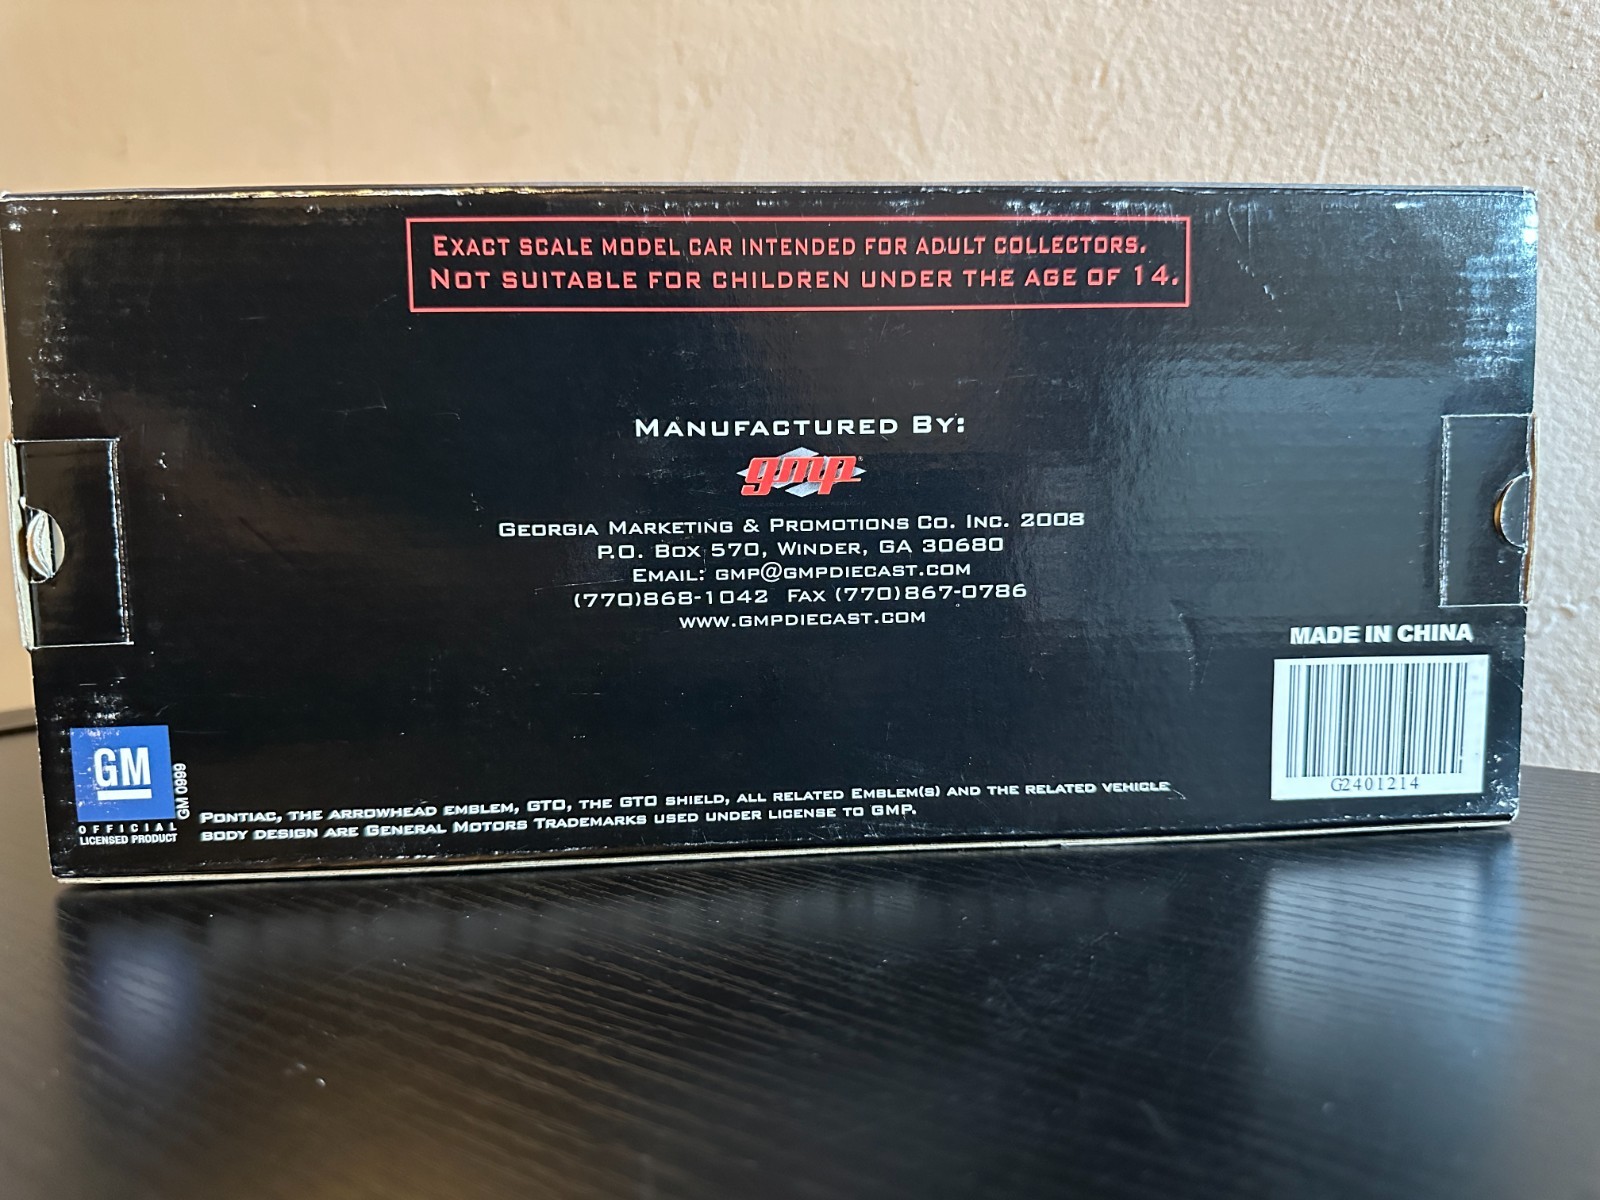 EXACT SCALE MODEL CAR INTENDED FOR ADULT COLLECTORS.
NOT SUITABLE FOR CHILDREN UNDER THE AGE OF 14.
MANUFACTURED BY:
gmp
GEORGIA MARKETING & PROMOTIONS CO. INC. 2008
P.O. BOX 570, WINDER, GA 30680
EMAIL: GMP@GMPDIECAST.COM
(770)868-1042 FAX (770)867-0786
WWW.GMPDIECAST.COM
MADE IN CHINA
G2401214
GM
GM 0999
OFFICIAL
LICENSED PRODUCT
PONTIAC, THE ARROWHEAD EMBLEM, GTO, THE GTO SHIELD, ALL RELATED EMBLEM(S) AND THE RELATED VEHICLE
BODY DESIGN ARE GENERAL MOTORS TRADEMARKS USED UNDER LICENSE TO GMP.